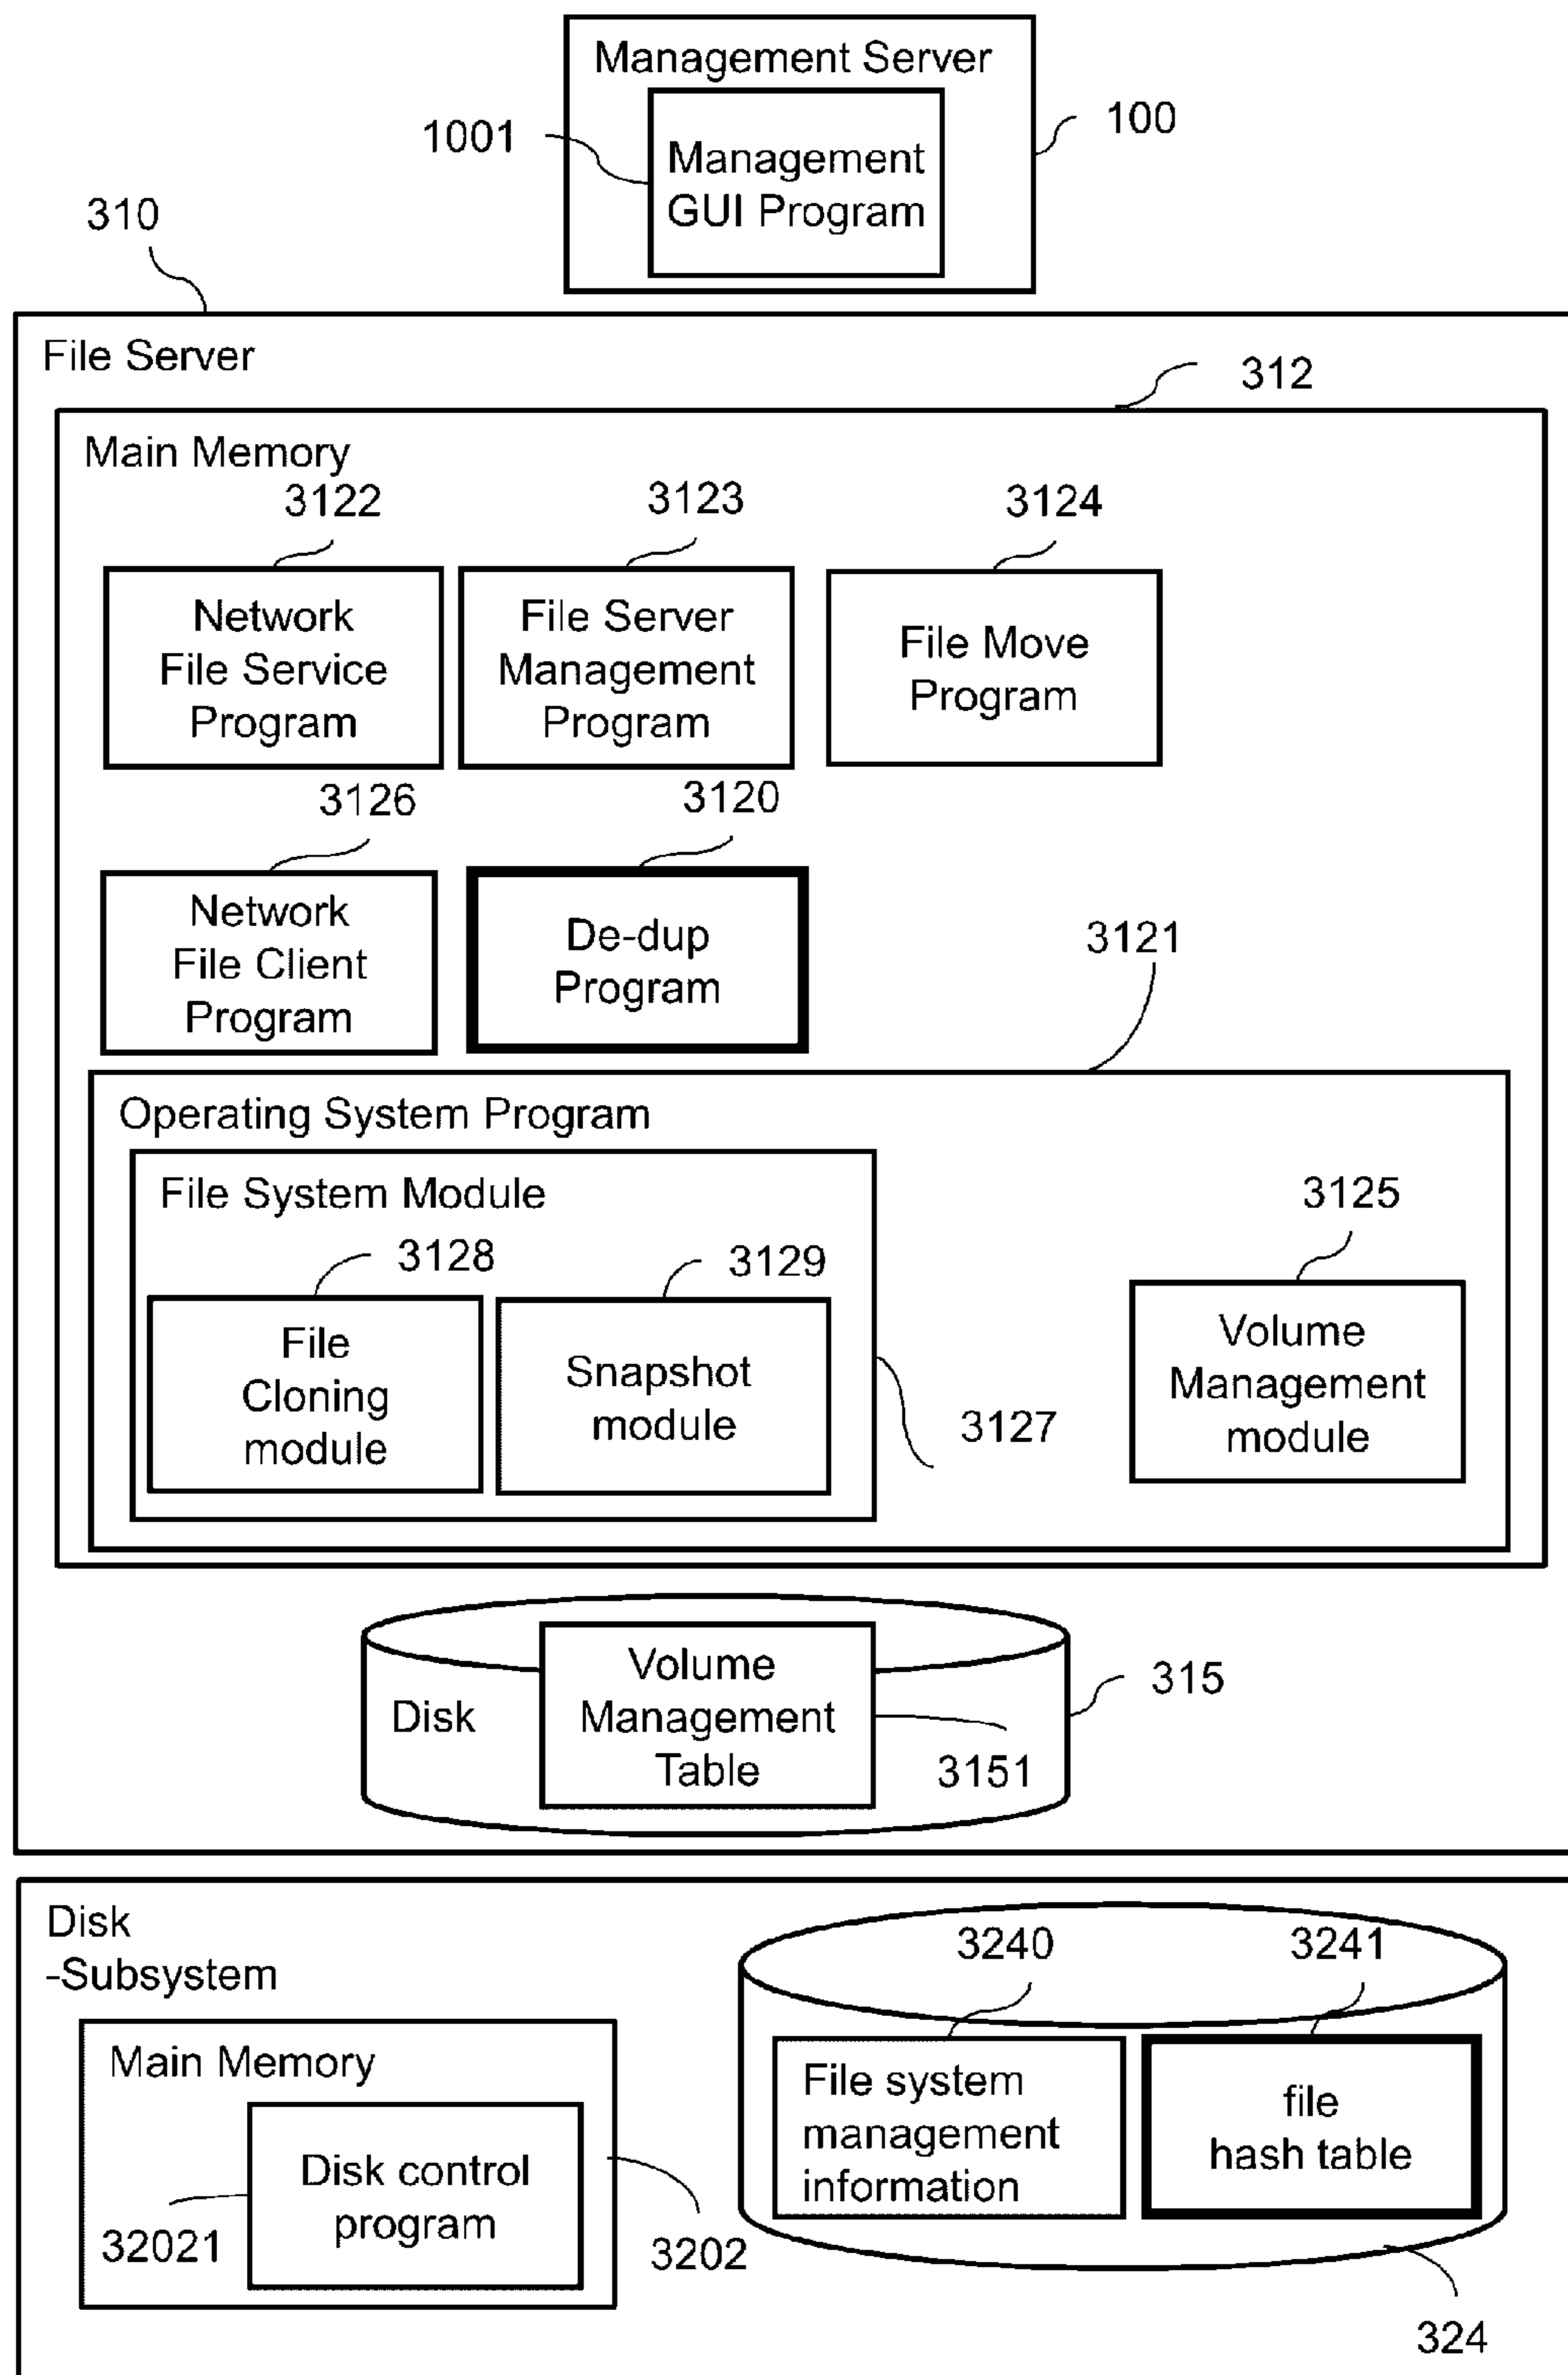 Management Server
1001
100
Management
GUI Program
310
File Server
312
Main Memory
3122
3123
3124
Network
File Service
Program
File Server
Management
Program
File Move
Program
3126
3120
Network
File Client
Program
De-dup
Program
3121
Operating System Program
File System Module
3125
3128
3129
File
Cloning
module
Snapshot
module
3127
Volume
Management
module
Disk
Volume
Management
Table
315
3151
Disk
-Subsystem
3240
3241
Main Memory
File system
management
information
file
hash table
Disk control
program
32021
3202
324